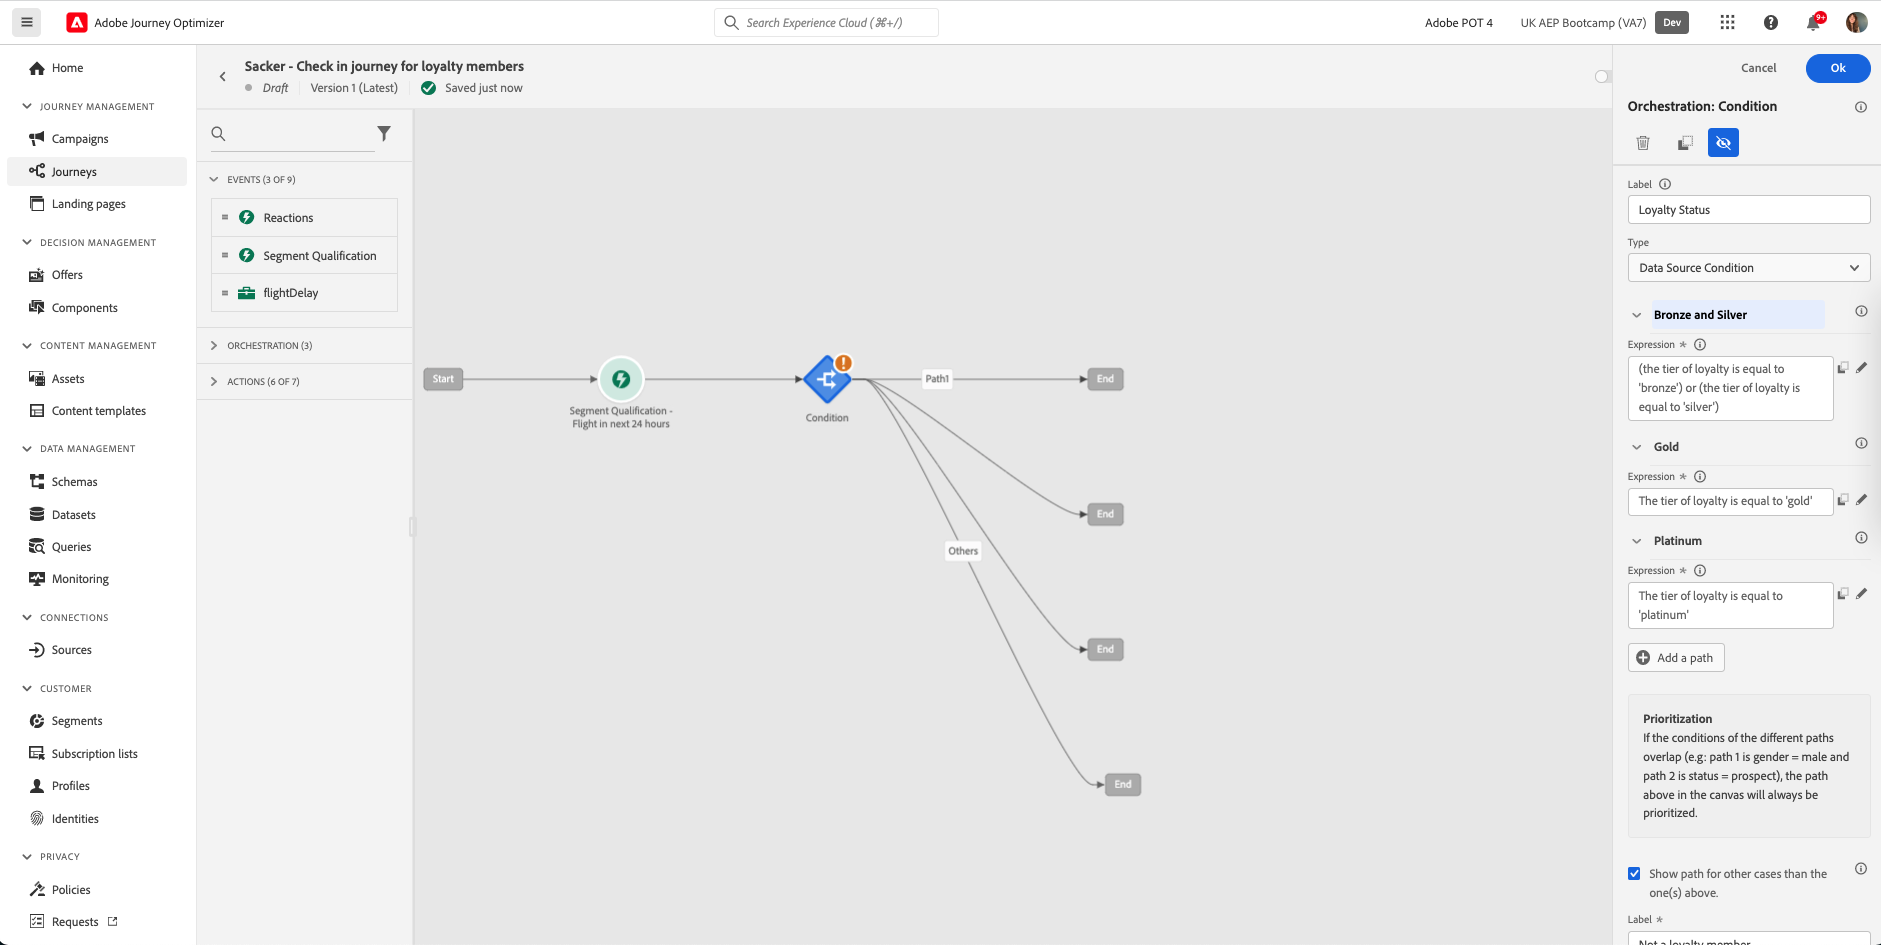 Adobe Journey Optimizer
Search Experience Cloud (⌘+/)
Adobe POT 4
UK AEP Bootcamp (VA7)
Dev
9+
Home
JOURNEY MANAGEMENT
Campaigns
Journeys
Landing pages
DECISION MANAGEMENT
Offers
Components
CONTENT MANAGEMENT
Assets
Content templates
DATA MANAGEMENT
Schemas
Datasets
Queries
Monitoring
CONNECTIONS
Sources
CUSTOMER
Segments
Subscription lists
Profiles
Identities
PRIVACY
Policies
Requests
Sacker - Check in journey for loyalty members
Draft
Version 1 (Latest)
Saved just now
EVENTS (3 OF 9)
Reactions
Segment Qualification
flightDelay
ORCHESTRATION (3)
ACTIONS (6 OF 7)
Start
Segment Qualification -
Flight in next 24 hours
Condition
Path1
End
End
Others
End
End
Cancel
Ok
Orchestration: Condition
Label
Loyalty Status
Type
Data Source Condition
Bronze and Silver
Expression *
(the tier of loyalty is equal to
'bronze') or (the tier of loyalty is
equal to 'silver')
Gold
Expression *
The tier of loyalty is equal to 'gold'
Platinum
Expression *
The tier of loyalty is equal to
'platinum'
Add a path
Prioritization
If the conditions of the different paths
overlap (e.g: path 1 is gender = male and
path 2 is status = prospect), the path
above in the canvas will always be
prioritized.
Show path for other cases than the
one(s) above.
Label *
Not a loyalty member